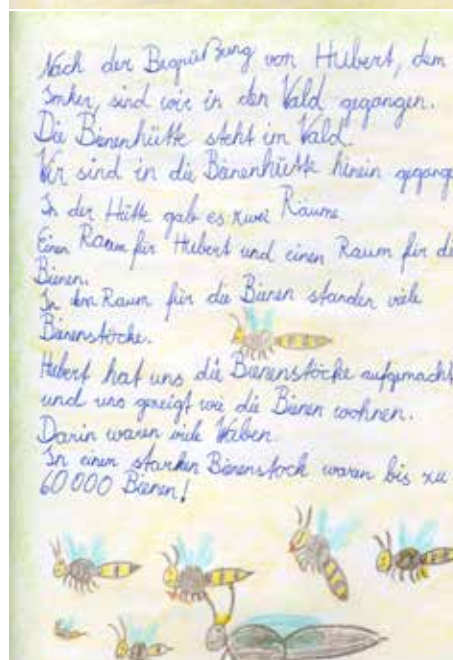 Nach der Begrüßung von Hubert, dem
Imker, sind wir in den Wald gegangen.
Die Bienenhütte steht im Wald.
Wir sind in die Bienenhütte hinein gegange
In der Hütte gab es zwei Räume.
Einen Raum für Hubert und einen Raum für di
Bienen.
In dem Raum für die Bienen standen viele
Bienenstöcke.
Hubert hat uns die Bienenstöcke aufgemacht
und uns gezeigt wie die Bienen wohnen.
Darin waren viele Waben.
In einem starken Bienenstock waren bis zu
60 000 Bienen!